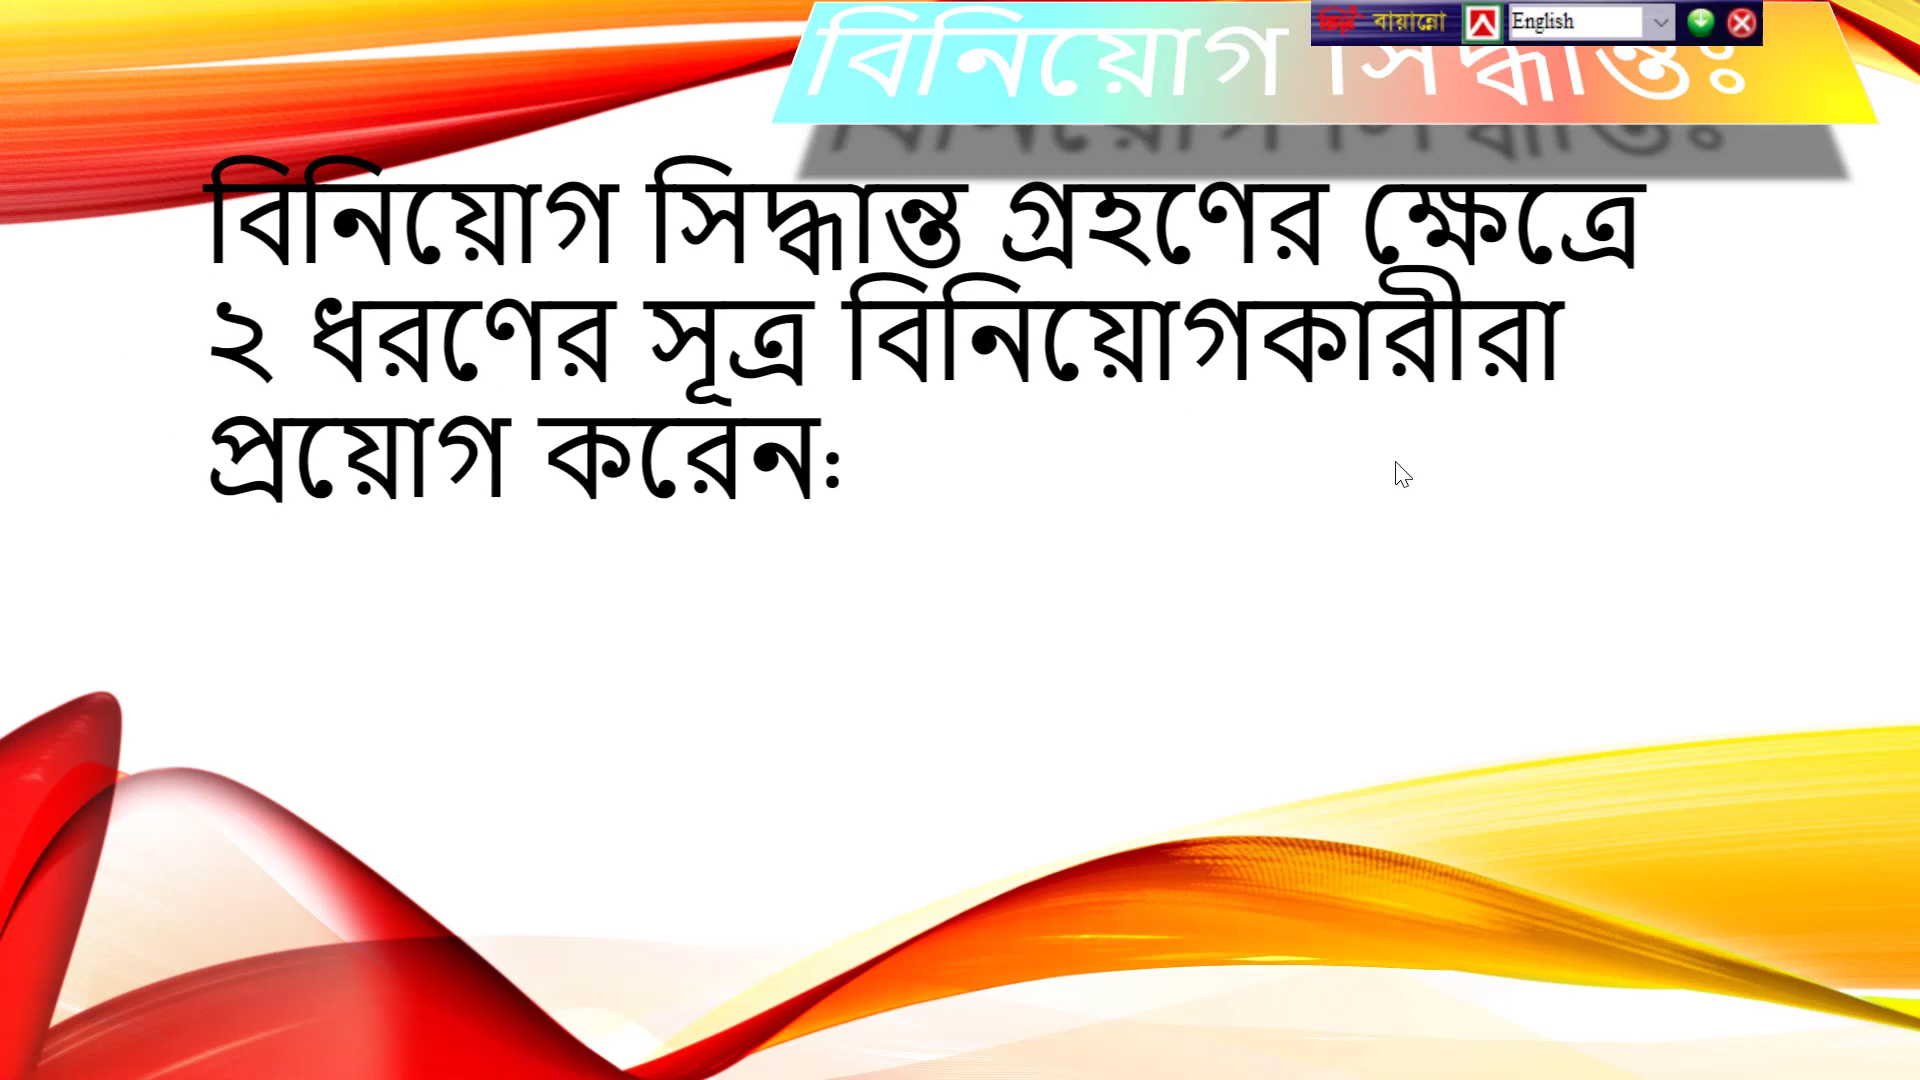 বিনিয়োগ সিদ্ধান্তঃ
বায়ান্নো
English
বিনিয়োগ সিদ্ধান্ত গ্রহণের ক্ষেত্রে
২ ধরণের সূত্র বিনিয়োগকারীরা
প্রয়োগ করেনঃ